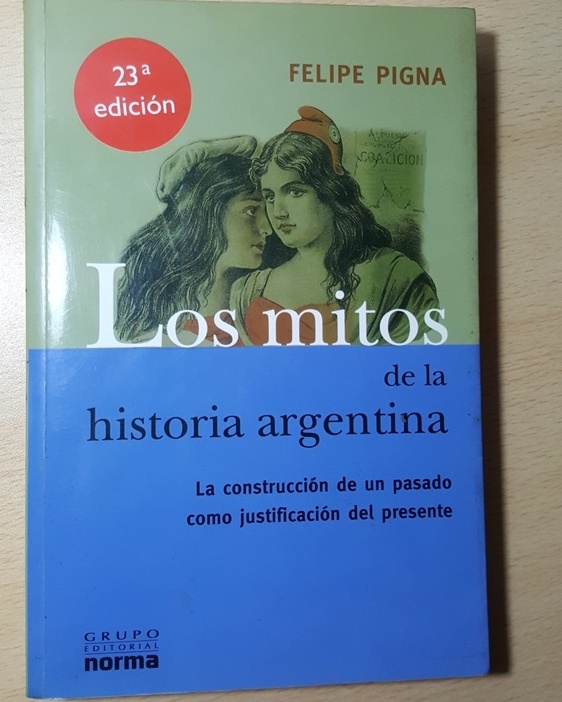 23ª
edición
FELIPE PIGNA
Los mitos
de la
historia argentina
La construcción de un pasado
como justificación del presente
GRUPO
EDITORIAL
norma